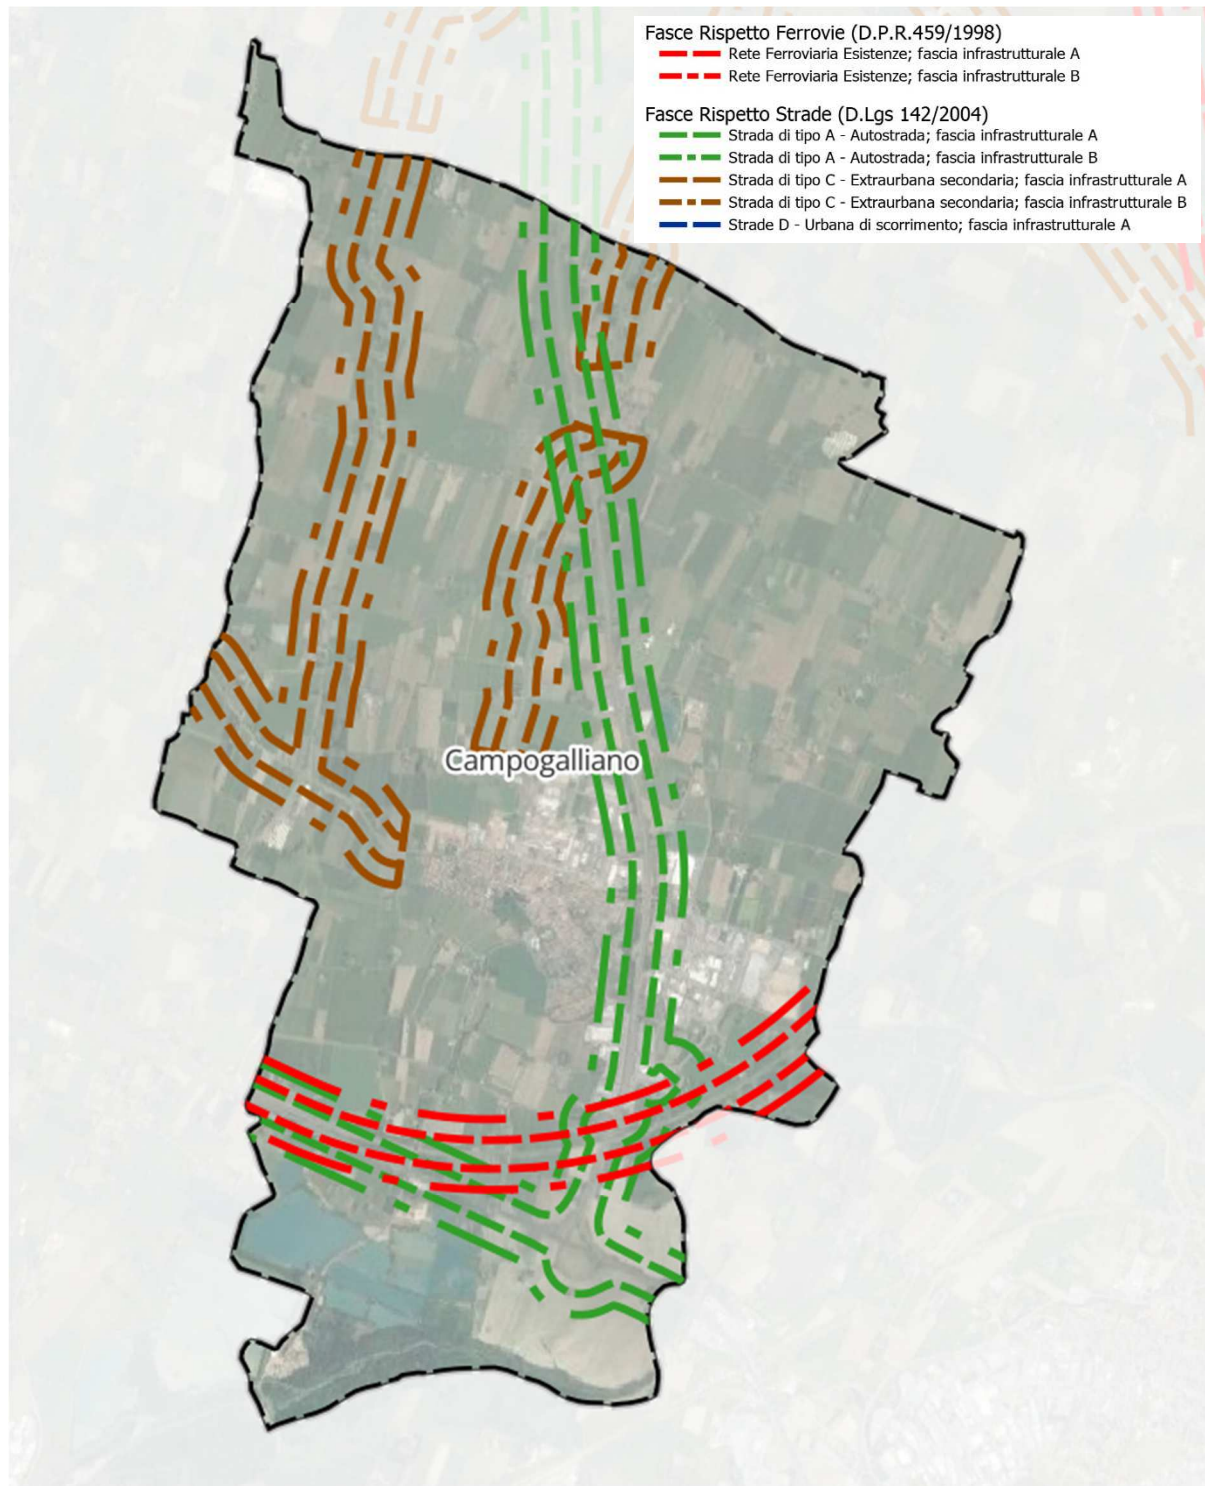 Fasce Rispetto Ferrovie (D.P.R.459/1998)
Rete Ferroviaria Esistenze; fascia infrastrutturale A
Rete Ferroviaria Esistenze; fascia infrastrutturale B
Fasce Rispetto Strade (D.Lgs 142/2004)
Strada di tipo A - Autostrada; fascia infrastrutturale A
Strada di tipo A - Autostrada; fascia infrastrutturale B
Strada di tipo C - Extraurbana secondaria; fascia infrastrutturale A
Strada di tipo C - Extraurbana secondaria; fascia infrastrutturale B
Strade D - Urbana di scorrimento; fascia infrastrutturale A
Campogalliano